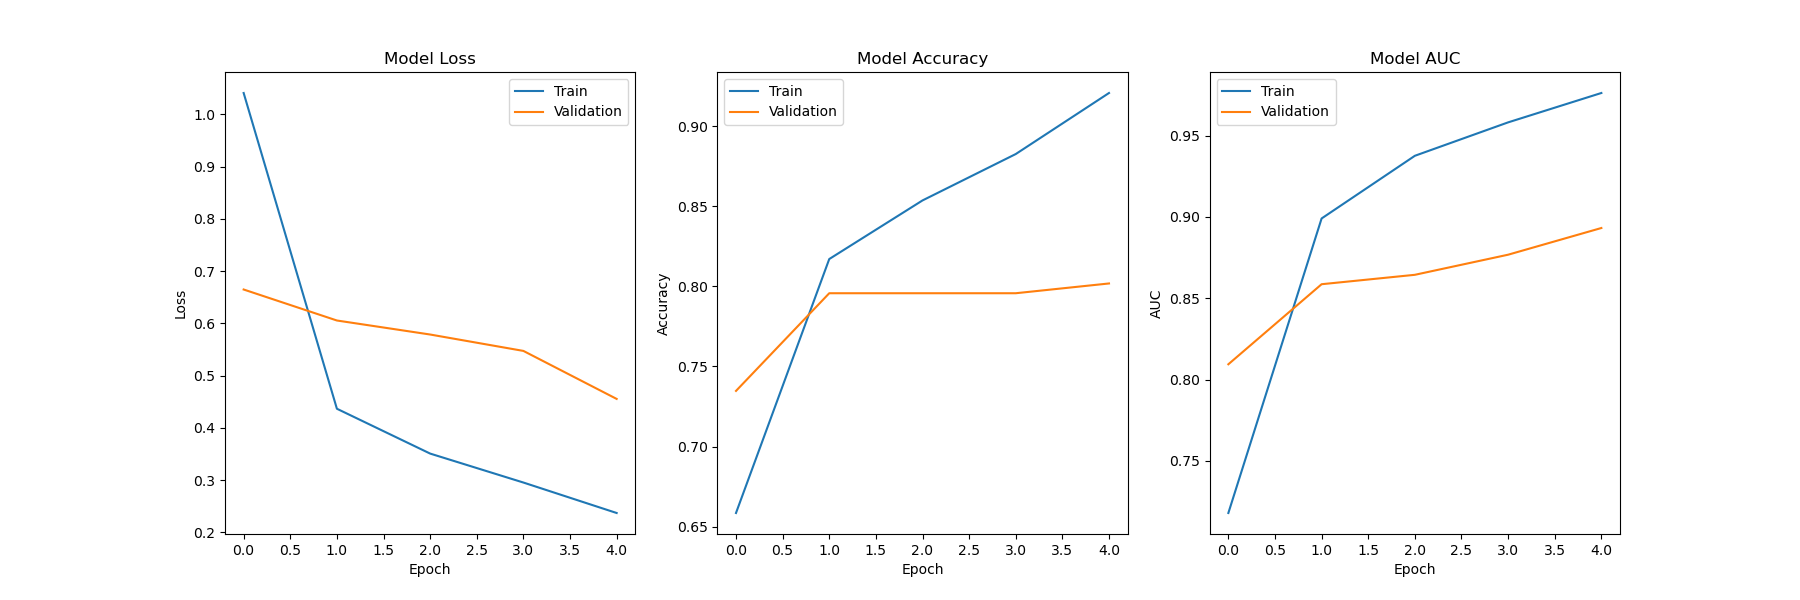 Model Loss
Train
Validation
1.0
0.9
0.8
0.7
0.6
0.5
0.4
0.3
0.2
Loss
0.0 0.5 1.0 1.5 2.0 2.5 3.0 3.5 4.0
Epoch
Model Accuracy
Train
Validation
0.90
0.85
0.80
0.75
0.70
0.65
Accuracy
0.0 0.5 1.0 1.5 2.0 2.5 3.0 3.5 4.0
Epoch
Model AUC
Train
Validation
0.95
0.90
0.85
0.80
0.75
AUC
0.0 0.5 1.0 1.5 2.0 2.5 3.0 3.5 4.0
Epoch